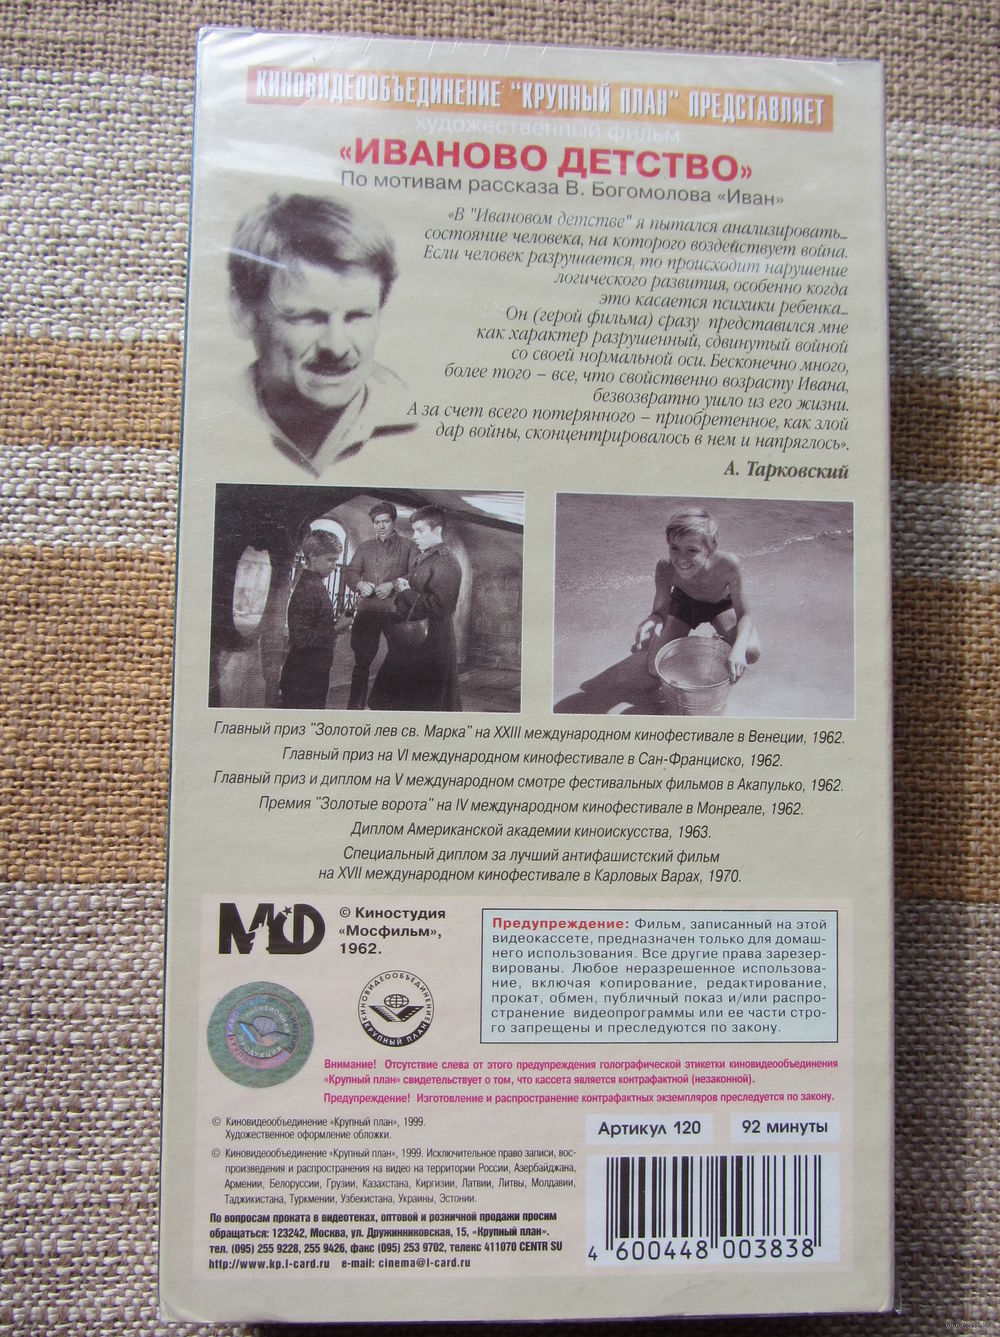 КИНОВИДЕООБЪЕДИНЕНИЕ "КРУПНЫЙ ПЛАН" ПРЕДСТАВЛЯЕТ
художественный фильм
«ИВАНОВО ДЕТСТВО»
По мотивам рассказа В. Богомолова «Иван»
«В "Ивановом детстве" я пытался анализировать...
состояние человека, на которого воздействует война.
Если человек разрушается, то происходит нарушение
логического развития, особенно когда
это касается психики ребенка...
Он (герой фильма) сразу представился мне
как характер разрушенный, сдвинутый войной
со своей нормальной оси. Бесконечно много,
более того – все, что свойственно возрасту Ивана,
безвозвратно ушло из его жизни.
А за счет всего потерянного – приобретенное, как злой
дар войны, сконцентрировалось в нем и напряглось».
А. Тарковский
Главный приз "Золотой лев св. Марка" на XXIII международном кинофестивале в Венеции, 1962.
Главный приз на VI международном кинофестивале в Сан-Франциско, 1962.
Главный приз и диплом на V международном смотре фестивальных фильмов в Акапулько, 1962.
Премия "Золотые ворота" на IV международном кинофестивале в Монреале, 1962.
Диплом Американской академии киноискусства, 1963.
Специальный диплом за лучший антифашистский фильм
на XVII международном кинофестивале в Карловых Варах, 1970.
© Киностудия
«Мосфильм»,
1962.
КИНОВИДЕООБЪЕДИНЕНИЕ
КРУПНЫЙ ПЛАН
Предупреждение: Фильм, записанный на этой
видеокассете, предназначен только для домаш-
него использования. Все другие права зарезер-
вированы. Любое неразрешенное использова-
ние, включая копирование, редактирование,
прокат, обмен, публичный показ и/или распро-
странение видеопрограммы или ее части стро-
го запрещены и преследуются по закону.
Внимание! Отсутствие слева от этого предупреждения голографической этикетки киновидеообъединения
«Крупный план» свидетельствует о том, что кассета является контрафактной (незаконной).
Предупреждение! Изготовление и распространение контрафактных экземпляров преследуется по закону.
© Киновидеообъединение «Крупный план», 1999.
Художественное оформление обложки.
© Киновидеообъединение «Крупный план», 1999. Исключительное право записи, вос-
произведения и распространения на видео на территории России, Азербайджана,
Армении, Белоруссии, Грузии, Казахстана, Киргизии, Латвии, Литвы, Молдавии,
Таджикистана, Туркмении, Узбекистана, Украины, Эстонии.
По вопросам проката в видеотеках, оптовой и розничной продажи просим
обращаться: 123242, Москва, ул. Дружинниковская, 15, «Крупный план».
тел. (095) 255 9228, 255 9426, факс (095) 253 9702, телекс 411070 CENTR SU
http://www.kp.l-card.ru e-mail: cinema@l-card.ru
Артикул 120
92 минуты
4 600448 003838